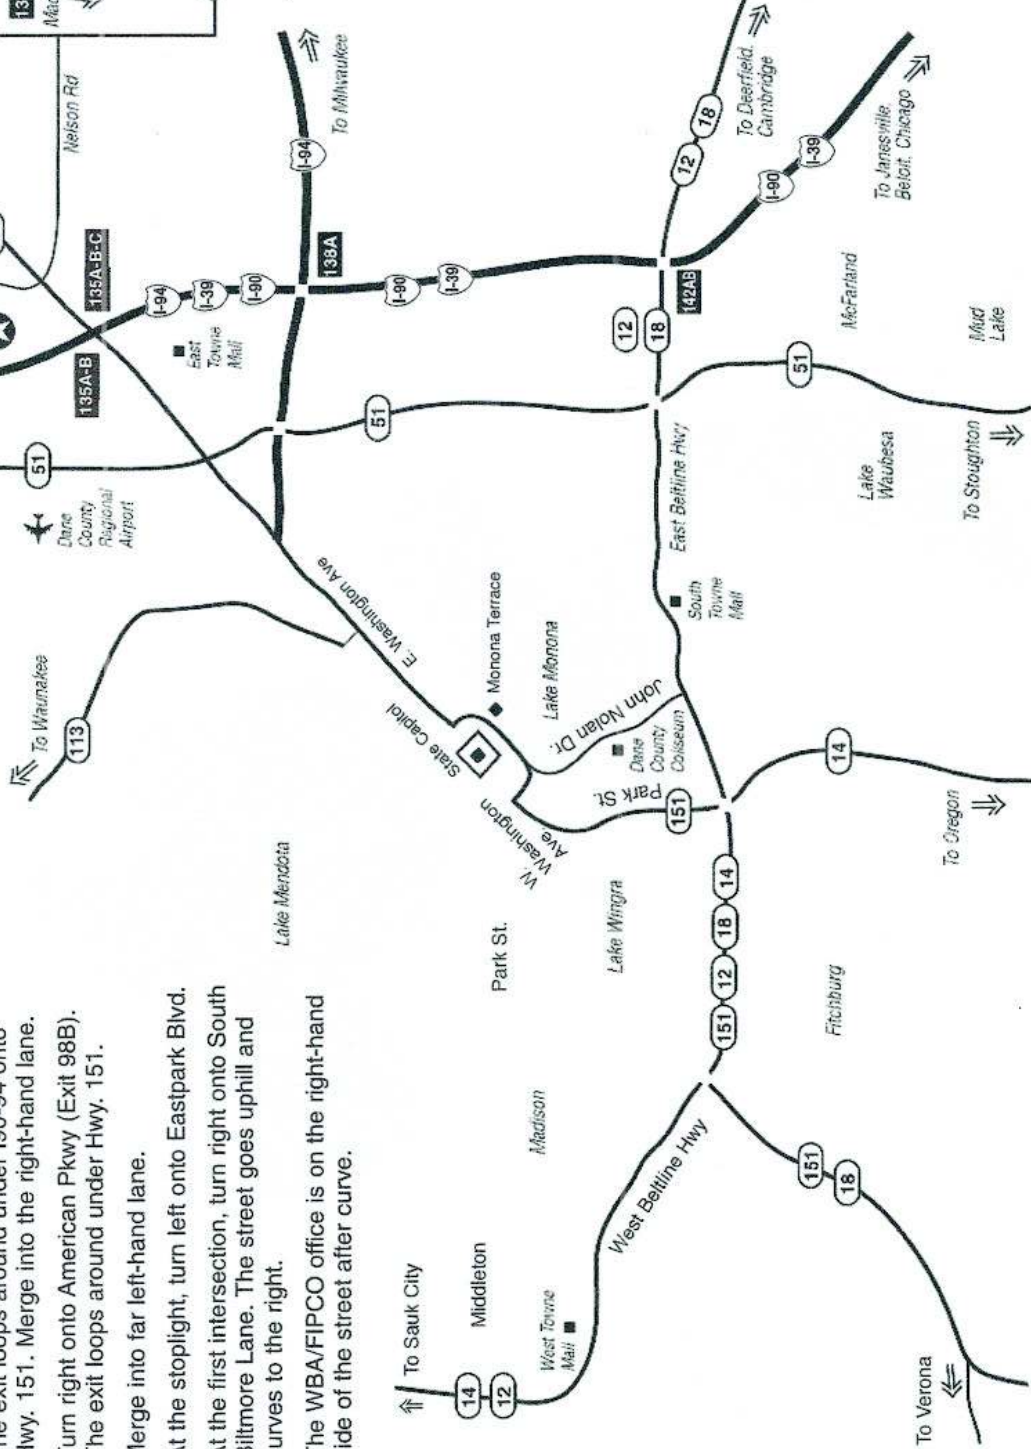 Hwy. 151. Merge into the right-hand lane.
urn right onto American Pkwy (Exit 98B).
The exit loops around under Hwy. 151.
Merge into far left-hand lane.
At the stoplight, turn left onto Eastpark Blvd.
At the first intersection, turn right onto South
Biltmore Lane. The street goes uphill and
curves to the right.
The WBA/FIPCO office is on the right-hand
side of the street after curve.
To Waunakee
113
Dane
County
Regional
Airport
51
135A-B
135A-B-C
Nelson Rd
I-94
I-39
I-90
East
Towne
Mall
138A
I-94
To Milwaukee
I-90
I-39
51
Lake Mendota
E. Washington Ave
State Capitol
Monona Terrace
Lake Monona
John Nolan Dr.
Dane
County
Coliseum
Park St.
151
W.
Washington
Ave.
Park St.
Lake Wingra
To Sauk City
14
12
Middleton
West Towne
Mall
Madison
West Beltline Hwy
151
12
18
14
South
Towne
Mall
East Beltline Hwy
12
18
142AB
12
18
To Deerfield,
Cambridge
I-90
I-39
To Janesville,
Beloit, Chicago
151
18
To Verona
Fitchburg
14
To Oregon
Lake
Waubesa
51
McFarland
Mud
Lake
To Stoughton